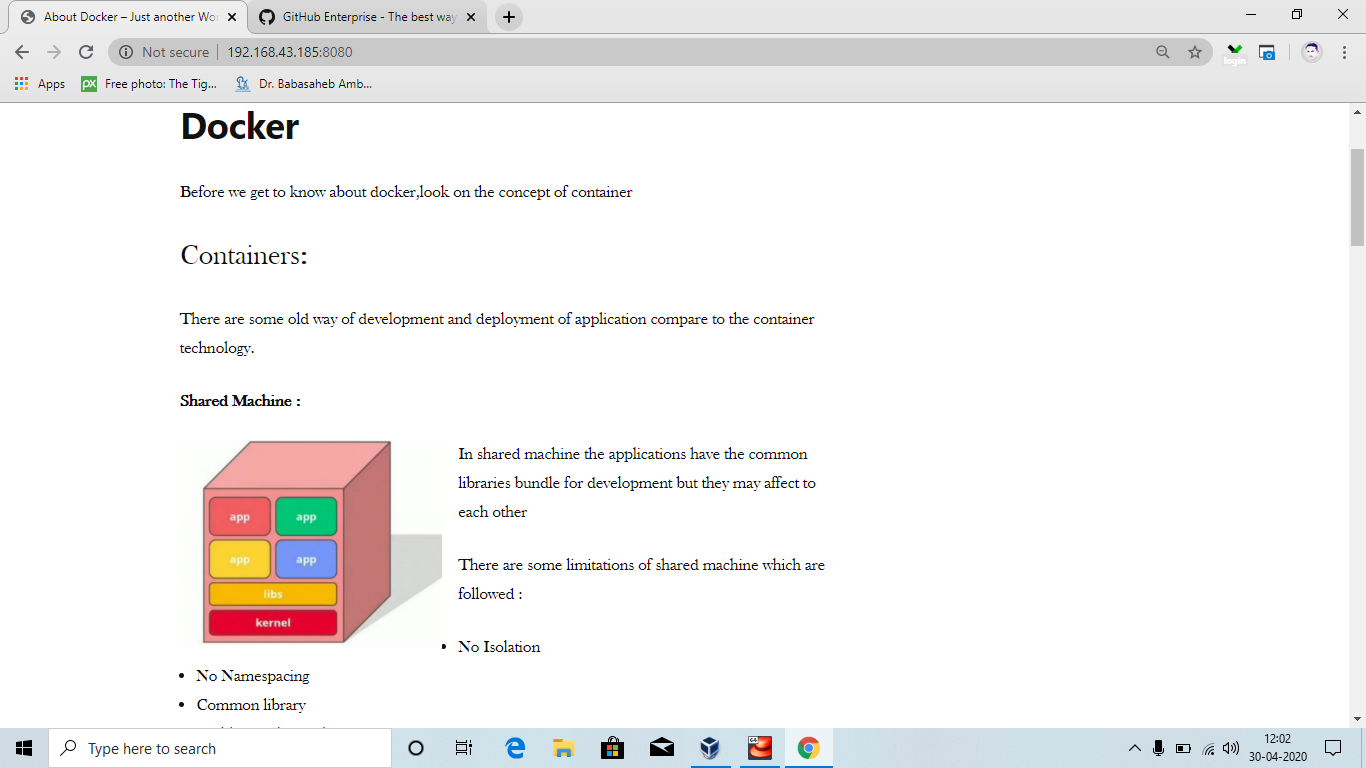 About Docker – Just another Wor
GitHub Enterprise - The best way
Not secure
192.168.43.185:8080
login
Apps
px
Free photo: The Tig...
Dr. Babasaheb Amb...
Docker
Before we get to know about docker,look on the concept of container
Containers:
There are some old way of development and deployment of application compare to the container
technology.
Shared Machine :
app
app
app
app
libs
kernel
In shared machine the applications have the common
libraries bundle for development but they may affect to
each other
There are some limitations of shared machine which are
followed :
No Isolation
No Namespacing
Common library
Type here to search
12:02
30-04-2020